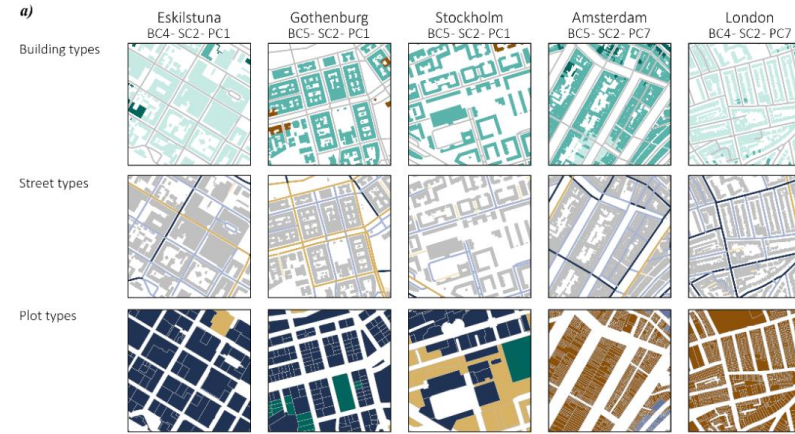 a)
Eskilstuna Gothenburg Stockholm Amsterdam London
BC4- SC2- PC1 BC5- SC2- PC1 BC5- SC2- PC1 BC5- SC2- PC7 BC4- SC2- PC7
Building types
Street types
Plot types